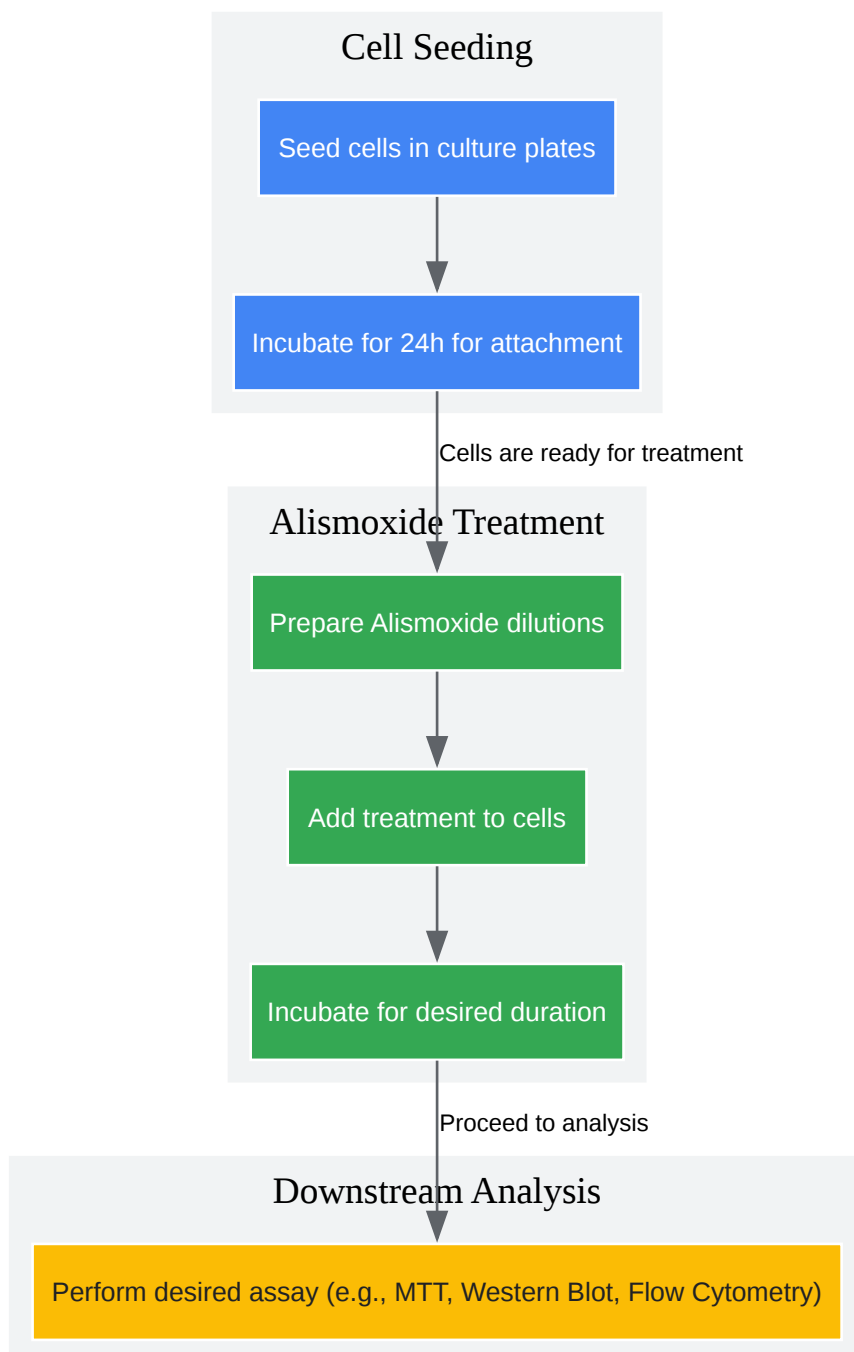 Cell Seeding
Seed cells in culture plates
Incubate for 24h for attachment
Cells are ready for treatment
Alismoxide Treatment
Prepare Alismoxide dilutions
Add treatment to cells
Incubate for desired duration
Proceed to analysis
Downstream Analysis
Perform desired assay (e.g., MTT, Western Blot, Flow Cytometry)